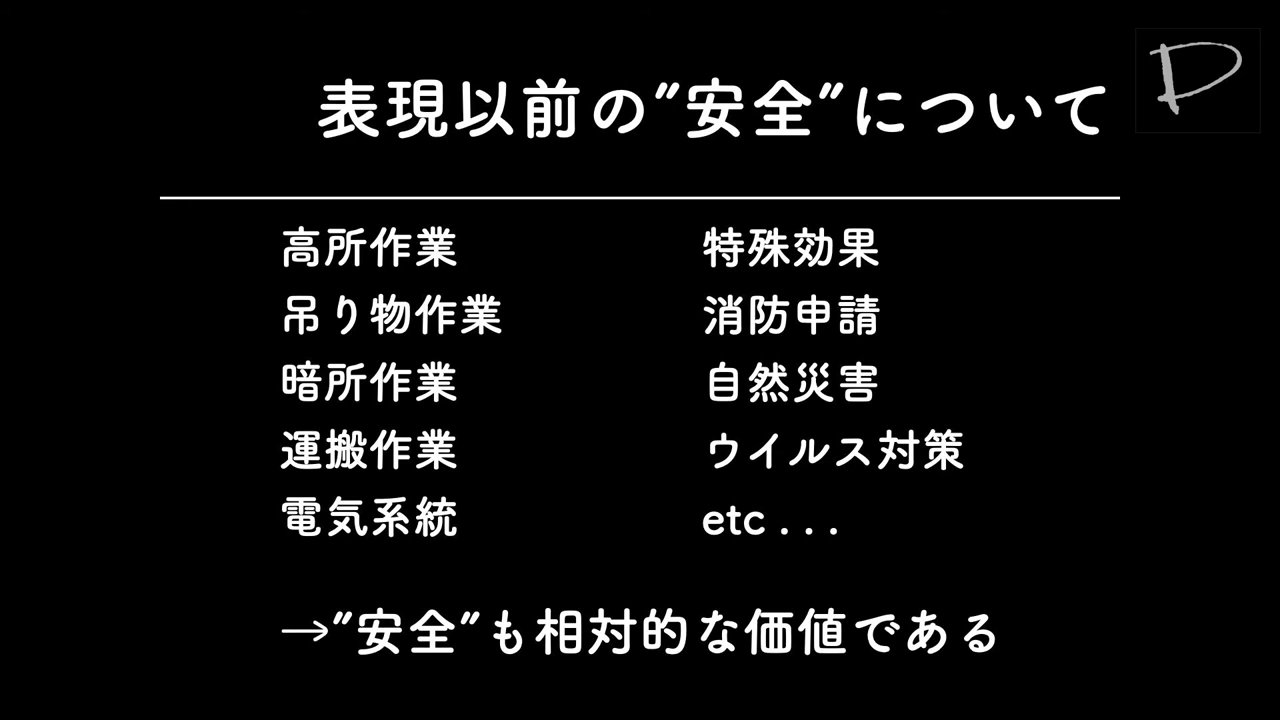 表現以前の"安全"について
P
高所作業
吊り物作業
暗所作業
運搬作業
電気系統
特殊効果
消防申請
自然災害
ウイルス対策
etc . . .
→"安全"も相対的な価値である